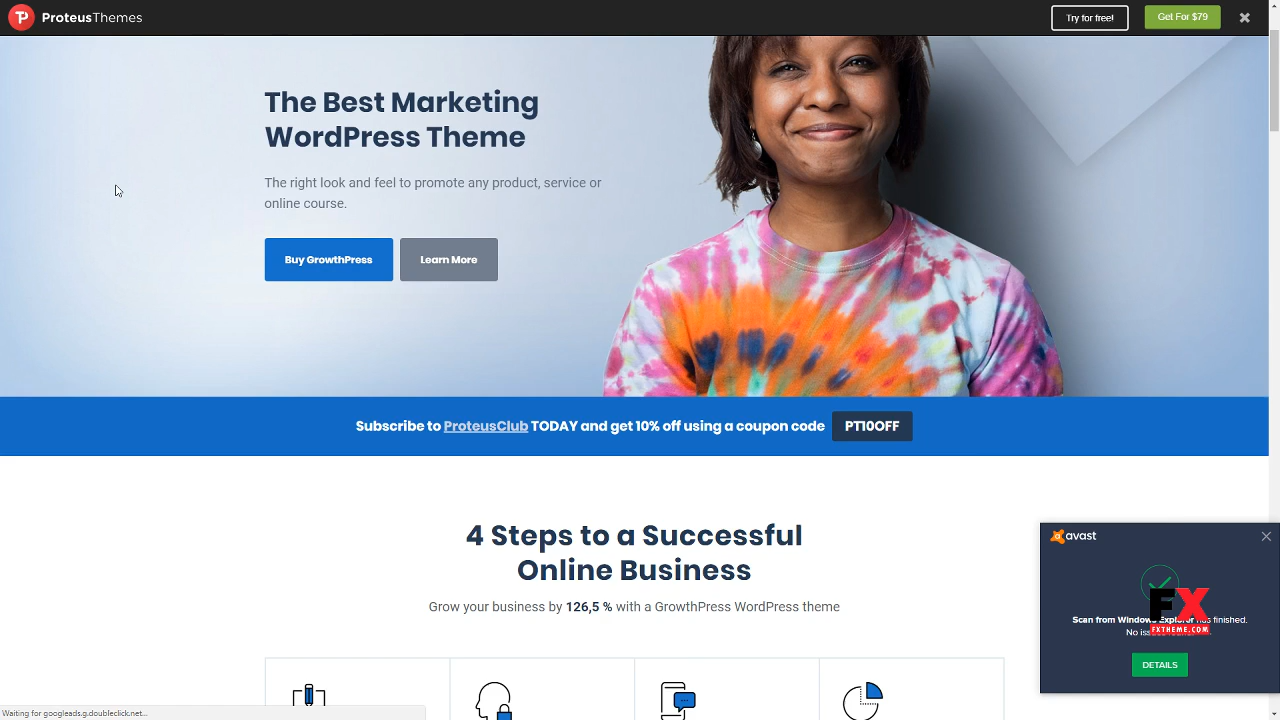 ProteusThemes
Try for free!
Get For $79
The Best Marketing
WordPress Theme
The right look and feel to promote any product, service or
online course.
Buy GrowthPress
Learn More
Subscribe to ProteusClub TODAY and get 10% off using a coupon code
PT10OFF
4 Steps to a Successful
Online Business
Grow your business by 126,5 % with a GrowthPress WordPress theme
avast
Scan from Windows Explorer has finished.
No
FX
FXTHEME.COM
DETAILS
Waiting for googleads.g.doubleclick.net...